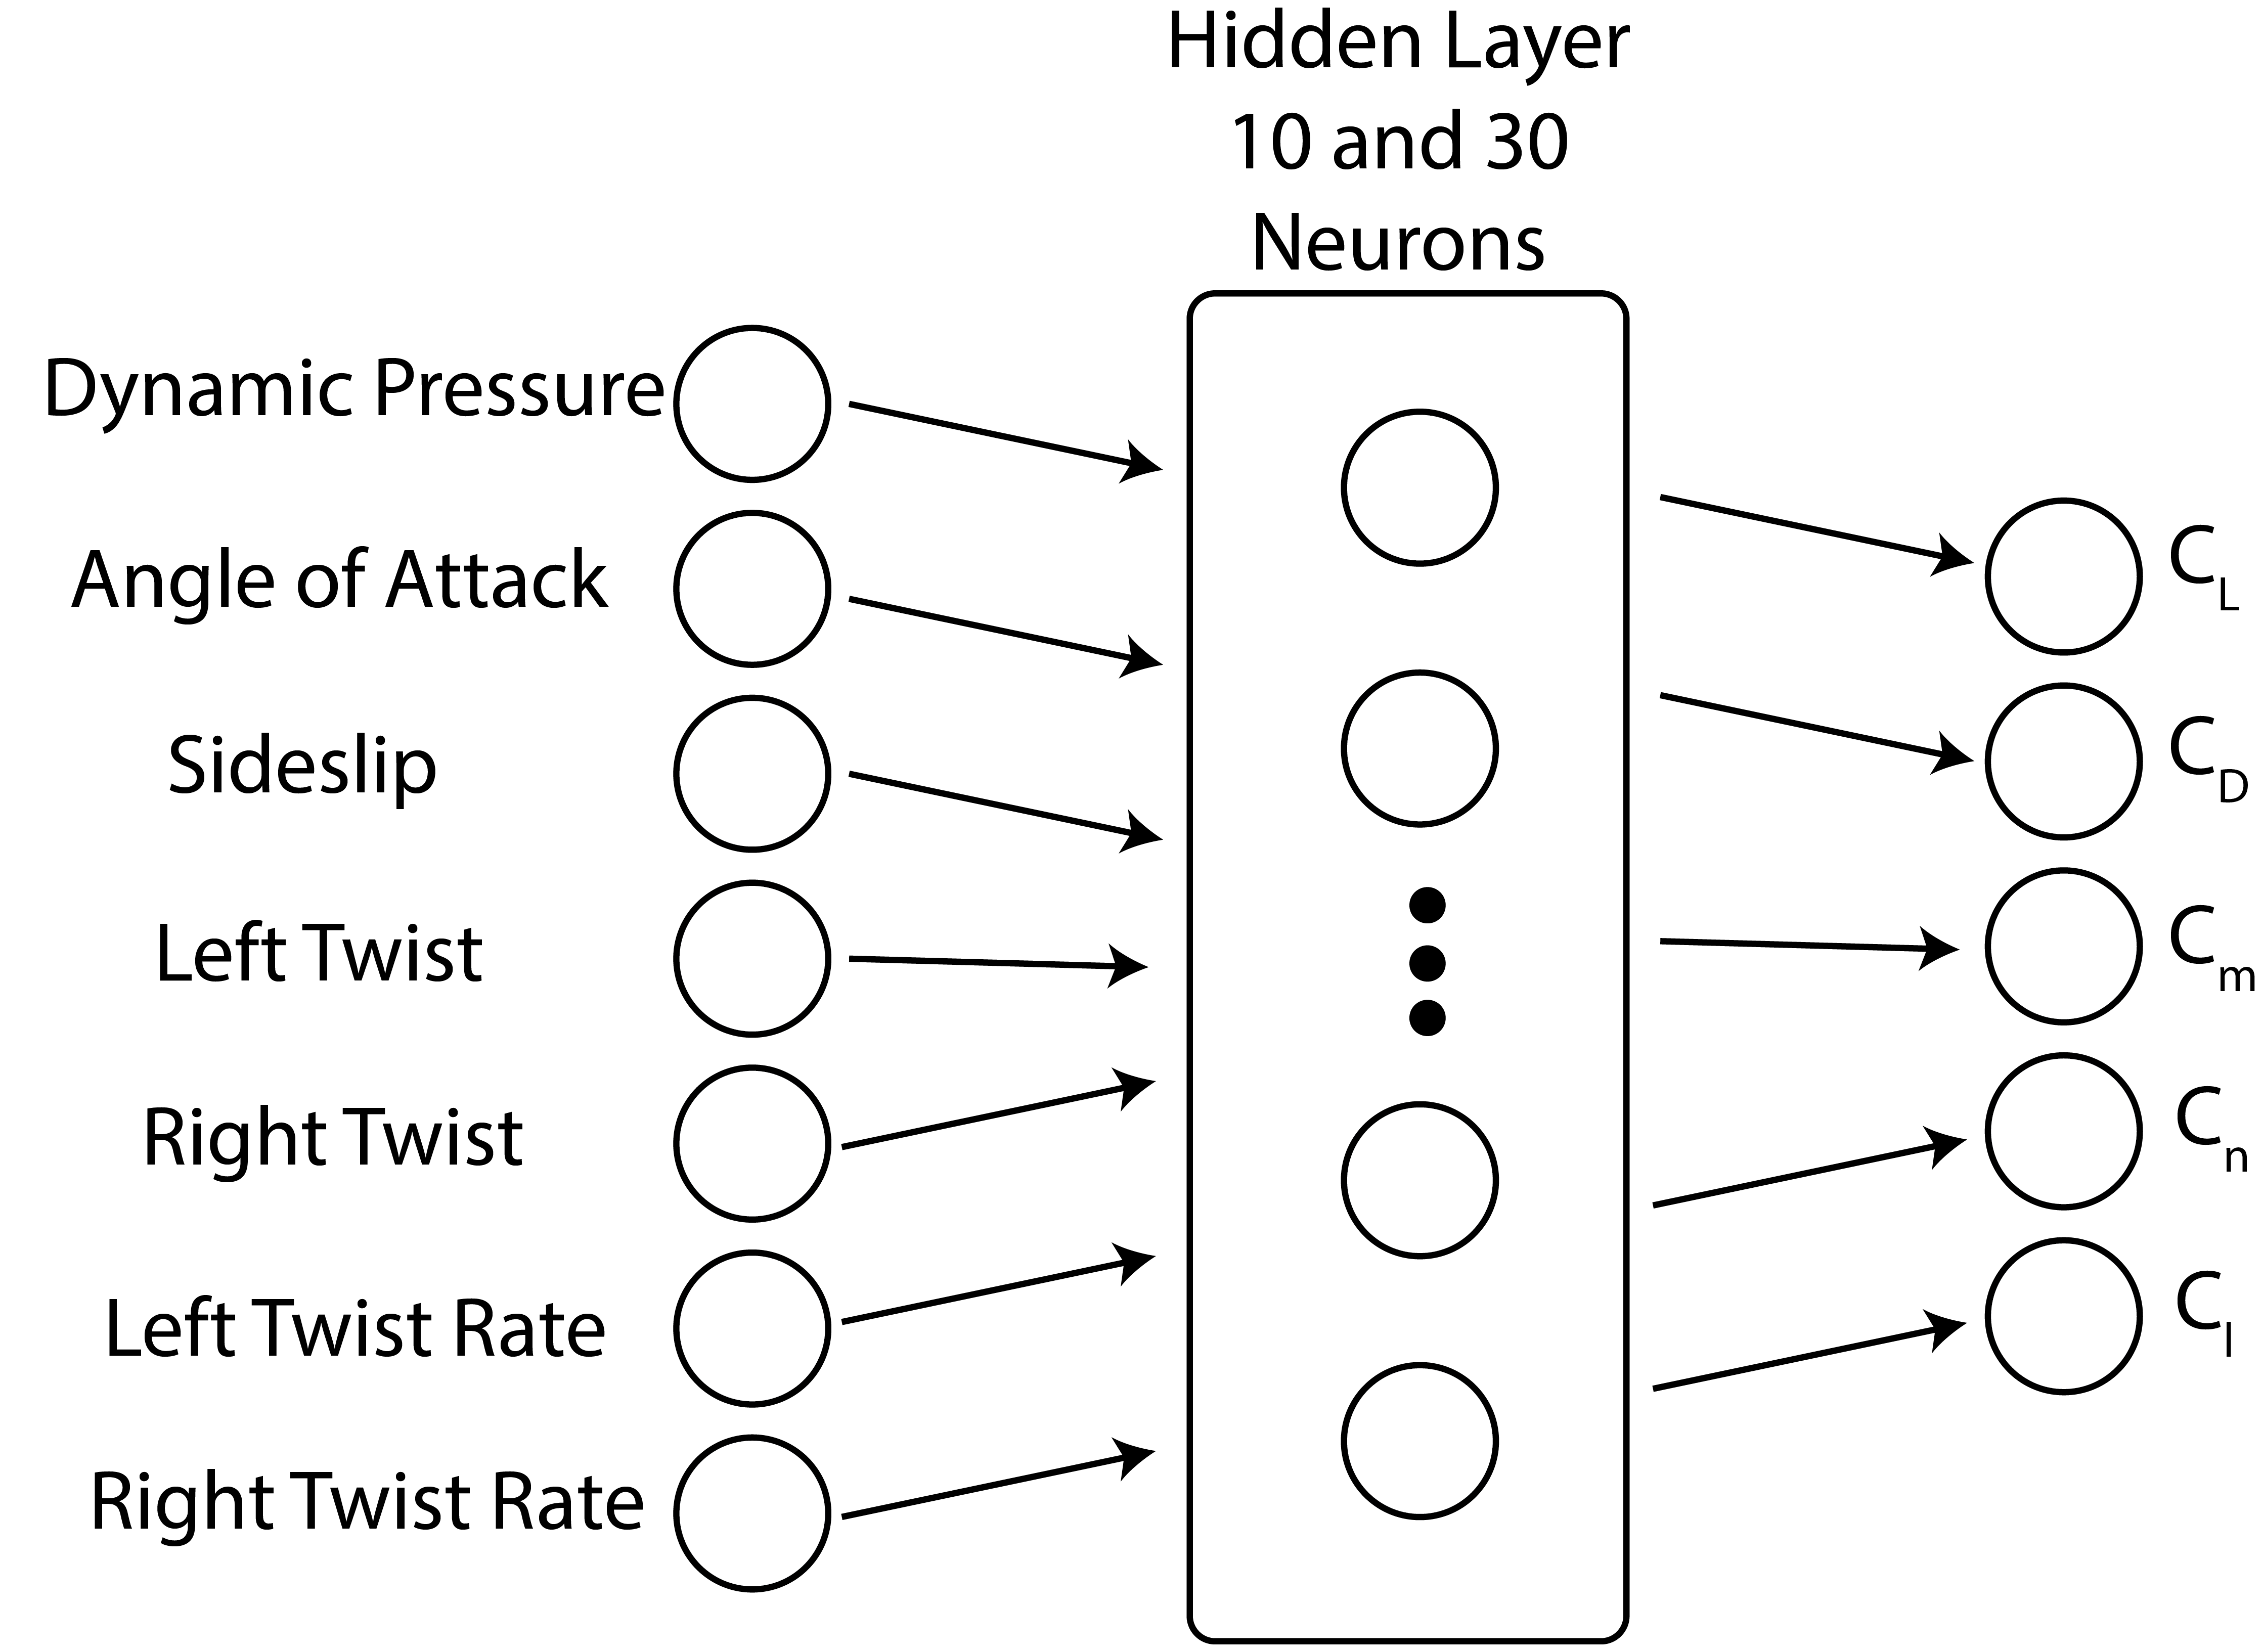 Hidden Layer
10 and 30
Neurons
Dynamic Pressure
Angle of Attack
Sideslip
Left Twist
Right Twist
Left Twist Rate
Right Twist Rate
C_L
C_D
C_m
C_n
C_l